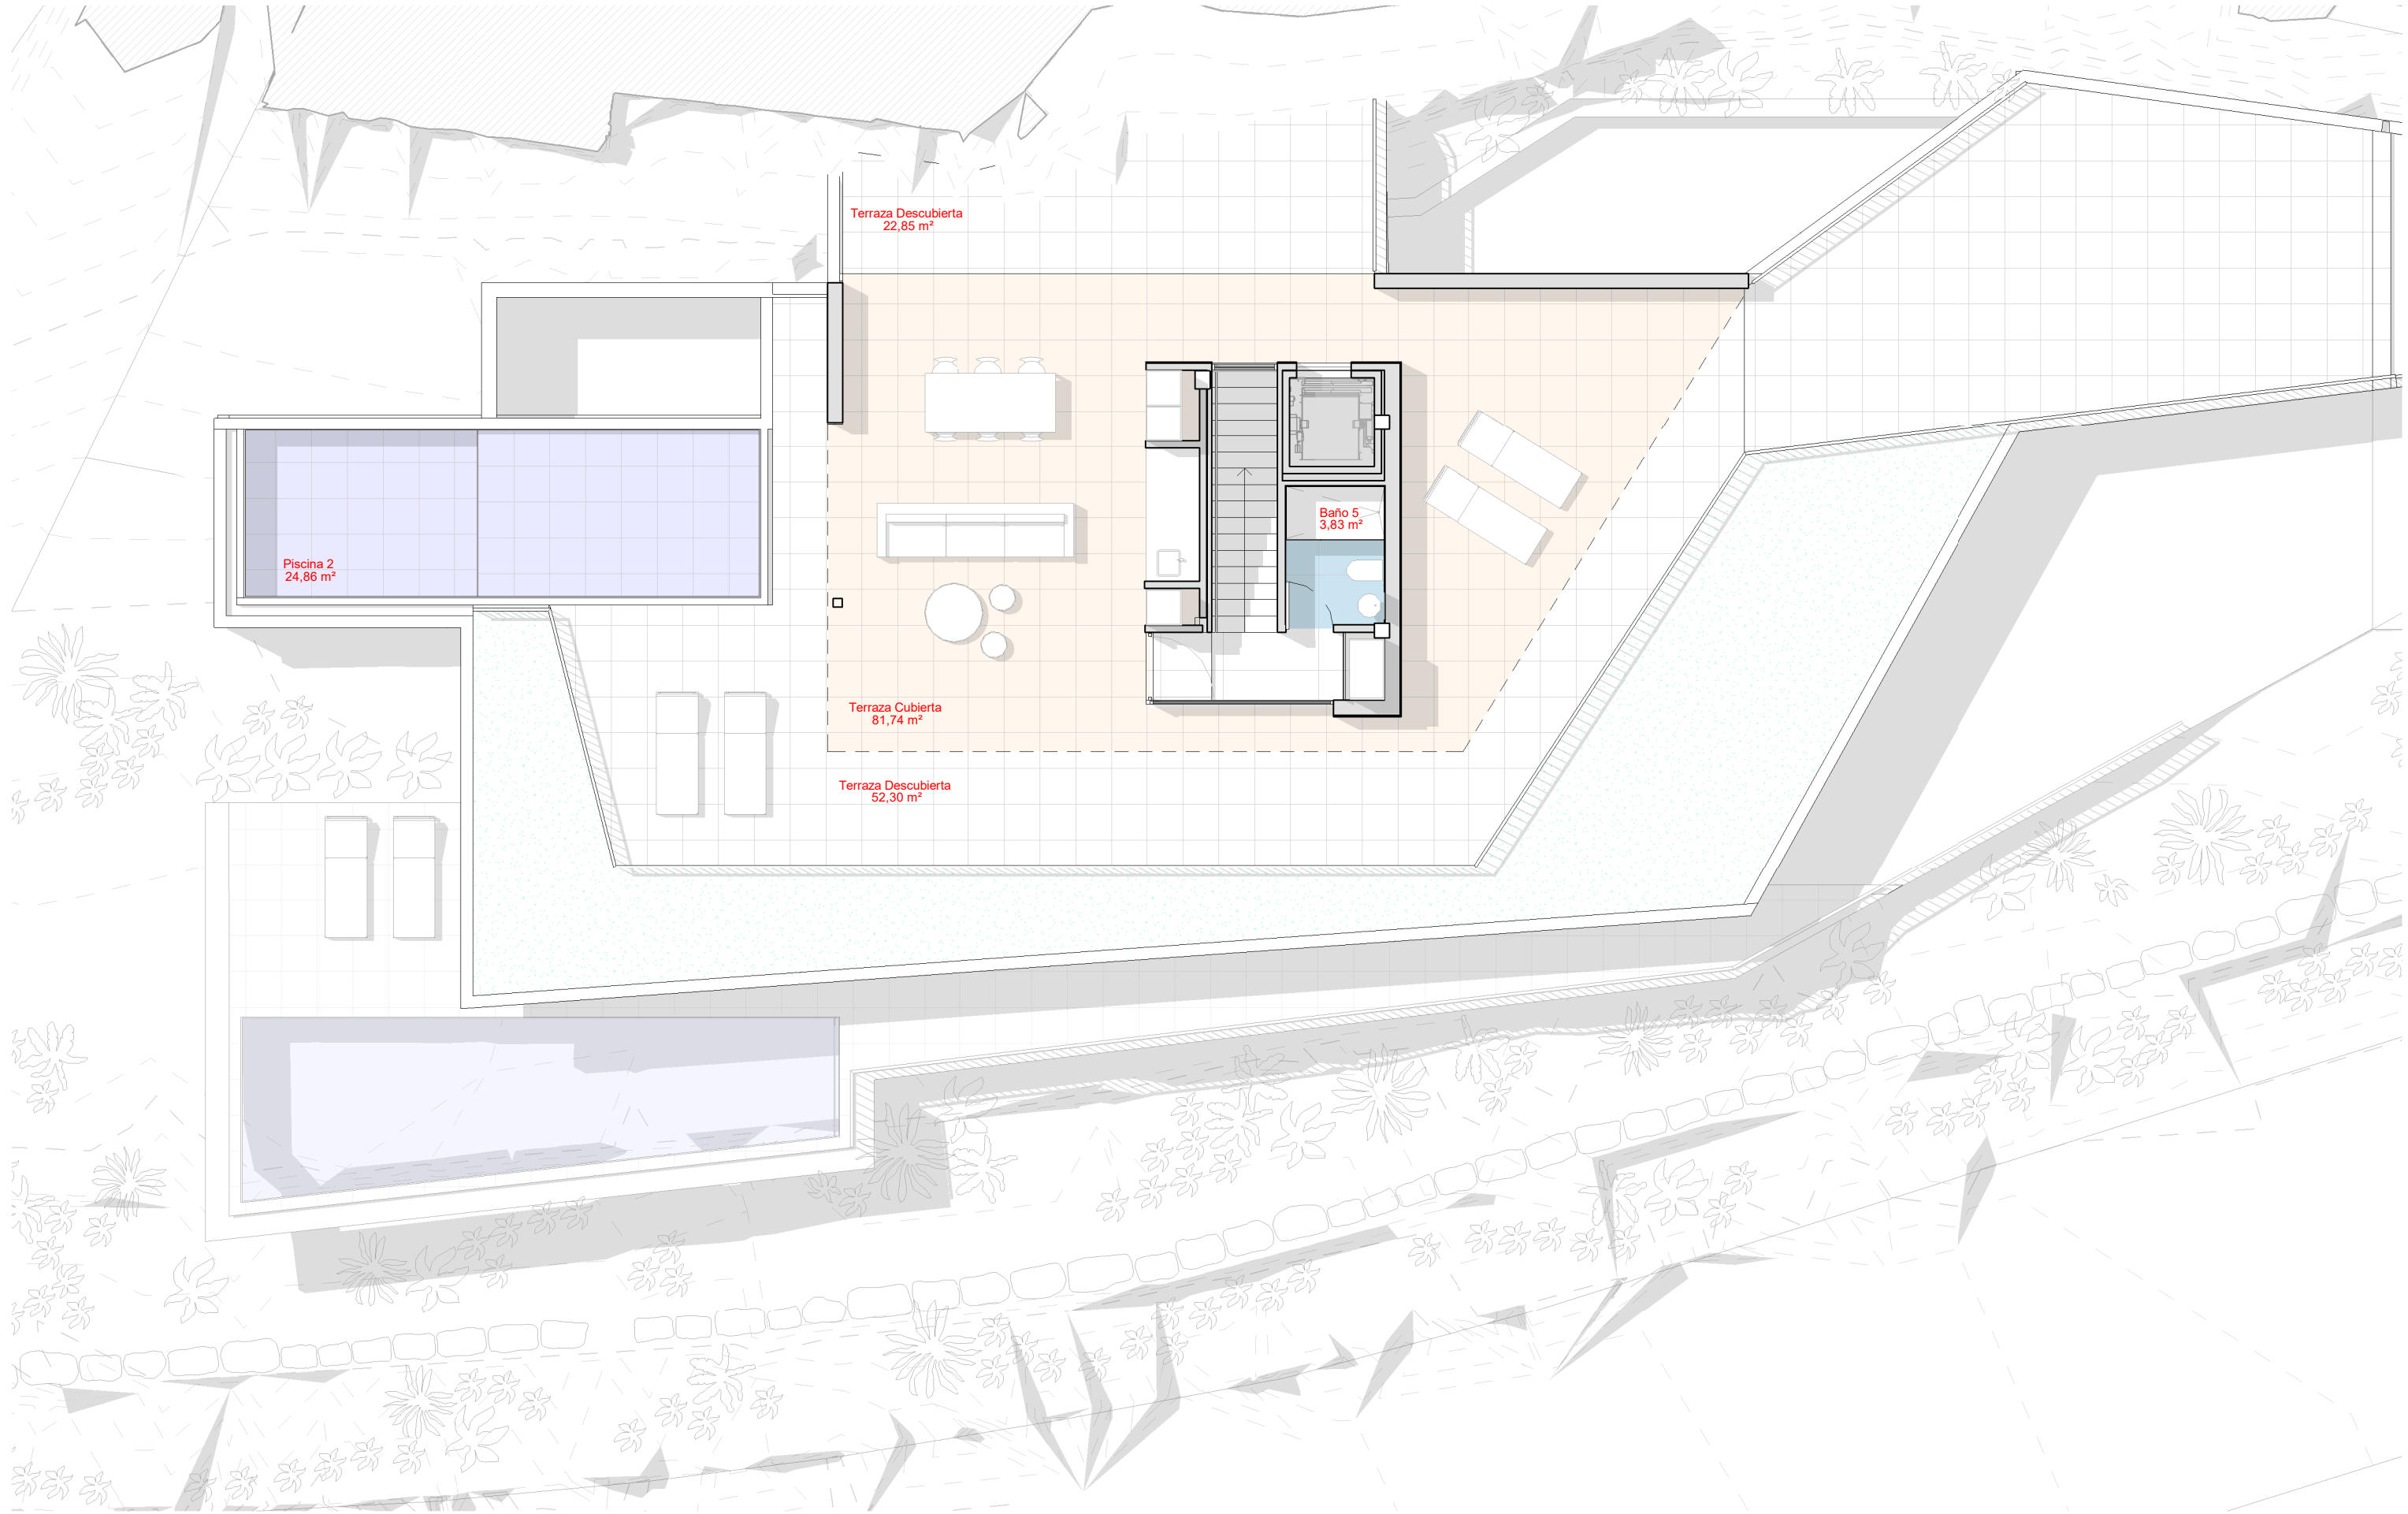 Terraza Descubierta
22,85 m²
Baño 5
3,83 m²
Piscina 2
24,86 m²
Terraza Cubierta
81,74 m²
Terraza Descubierta
52,30 m²